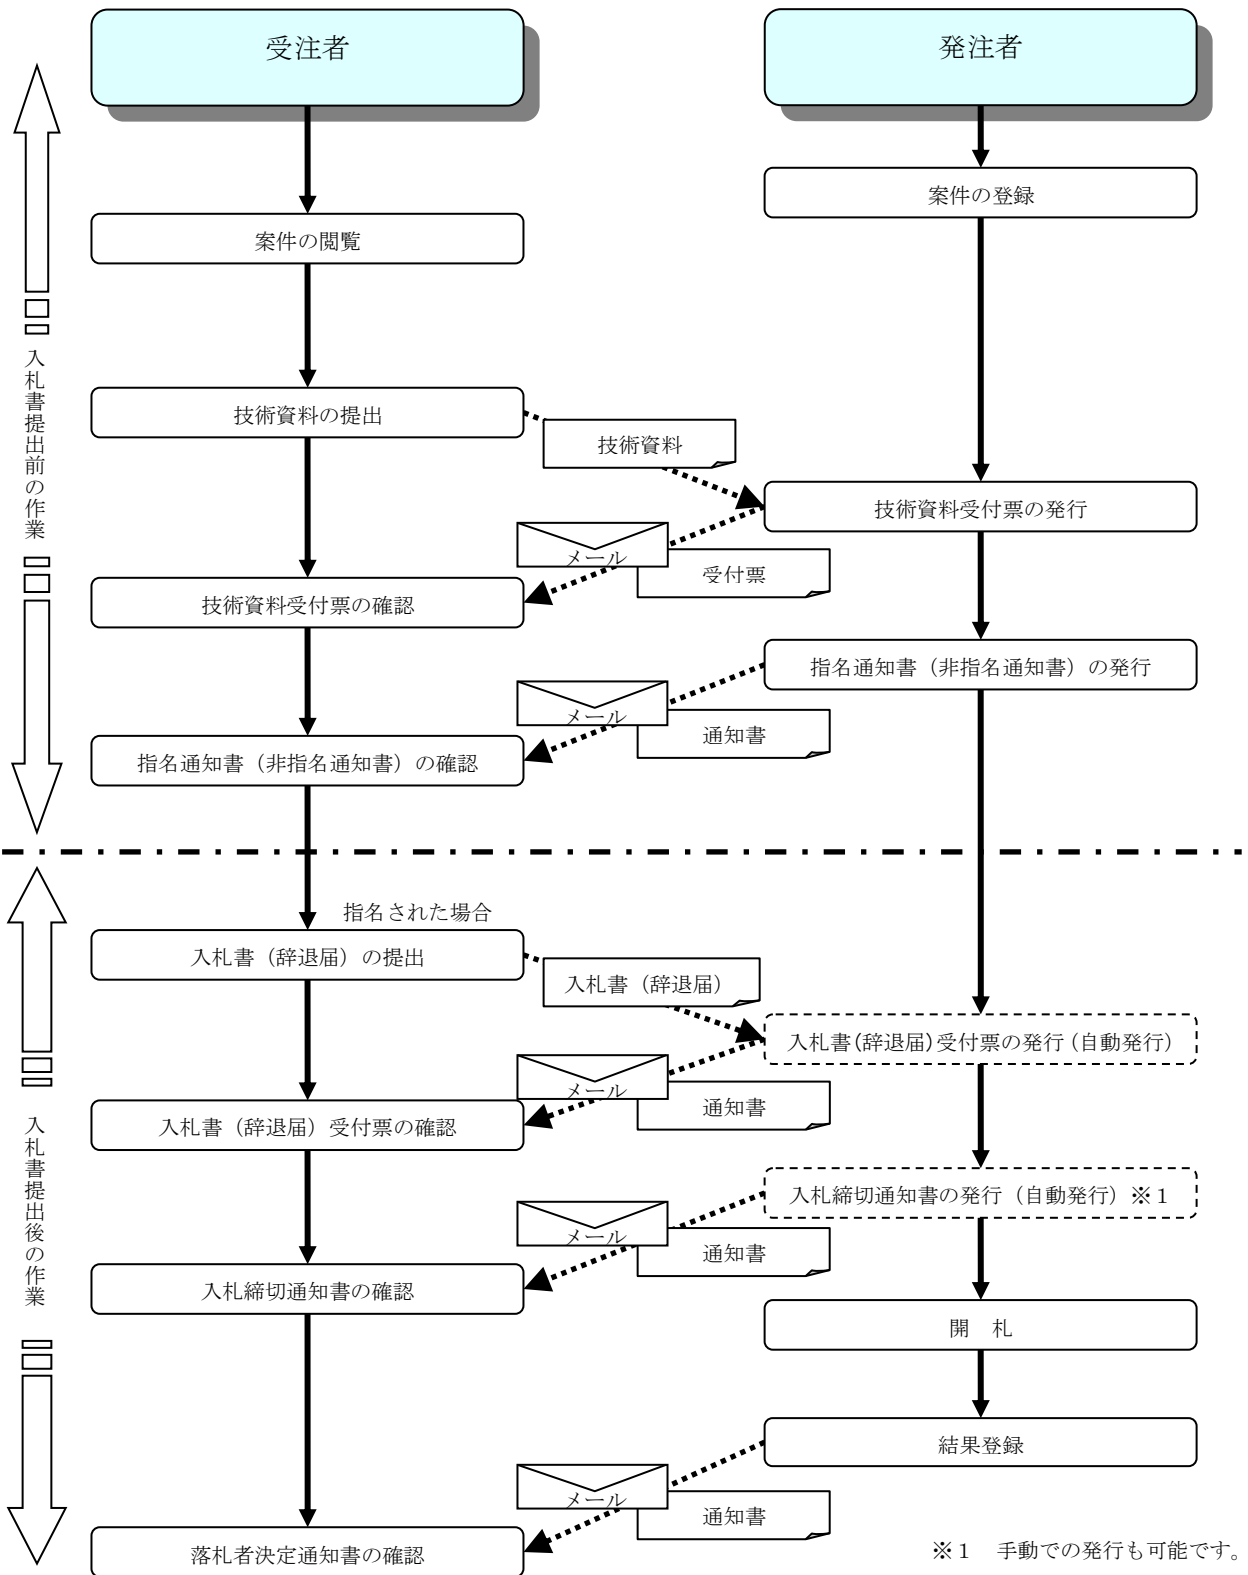 受注者
発注者
案件の登録
案件の閲覧
入札書提出前の作業
技術資料の提出
技術資料
技術資料受付票の発行
メール
受付票
技術資料受付票の確認
指名通知書（非指名通知書）の発行
メール
通知書
指名通知書（非指名通知書）の確認
指名された場合
入札書（辞退届）の提出
入札書（辞退届）
入札書(辞退届)受付票の発行(自動発行)
メール
通知書
入札書（辞退届）受付票の確認
入札書提出後の作業
入札締切通知書の発行（自動発行）※１
メール
通知書
入札締切通知書の確認
開　札
結果登録
メール
通知書
落札者決定通知書の確認
※１　手動での発行も可能です。